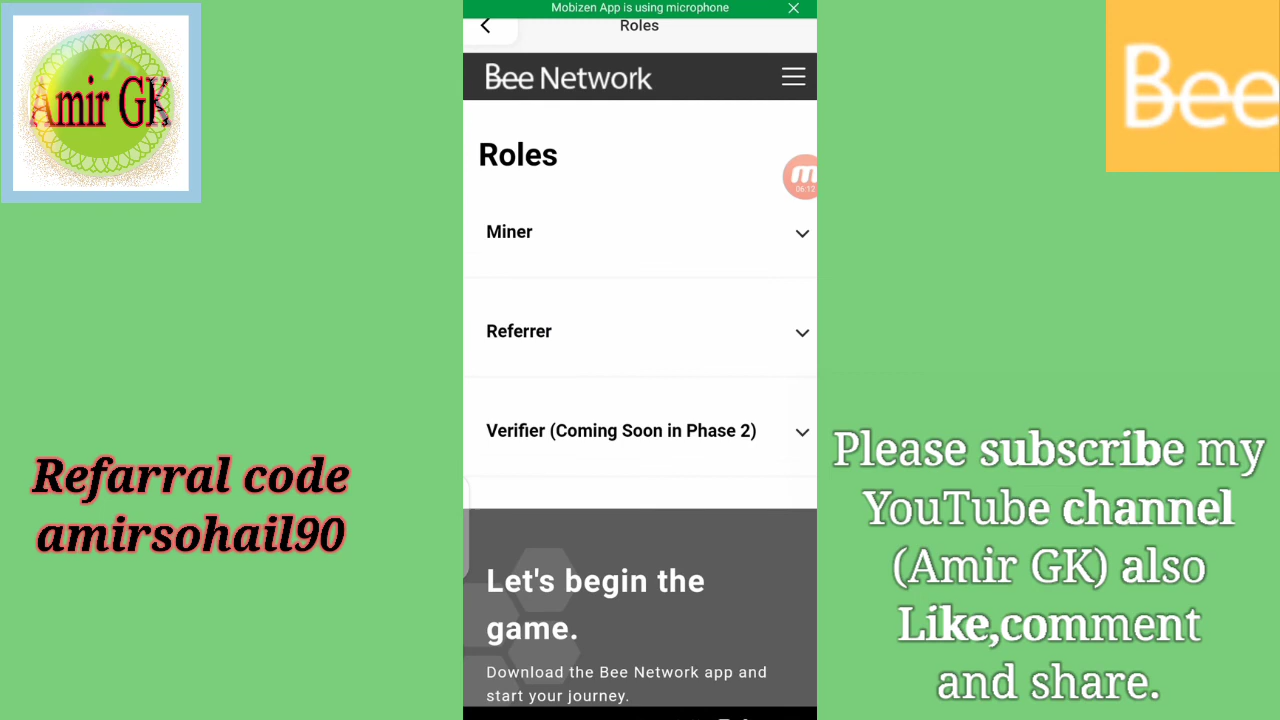 Amir GK
Refarral code
amirsohail90
Mobizen App is using microphone
Roles
Bee Network
Roles
06:12
Miner
Referrer
Verifier (Coming Soon in Phase 2)
Let's begin the
game.
Download the Bee Network app and
start your journey.
Bee
Please subscribe my
YouTube channel
(Amir GK) also
Like,comment
and share.